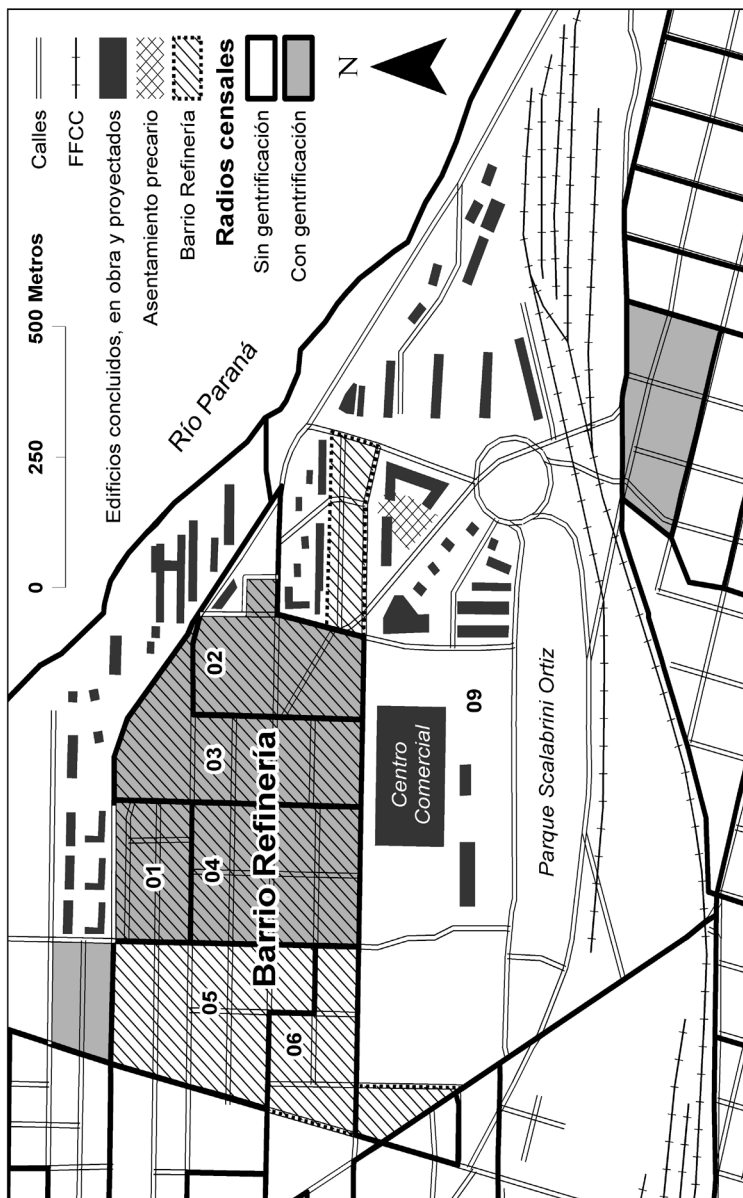 Calles
FFCC
Edificios concluidos, en obra y proyectados
Asentamiento precario
Barrio Refinería
Radios censales
Sin gentrificación
Con gentrificación
N
0
250
500 Metros
Río Paraná
01
02
03
04
05
06
09
Barrio Refinería
Centro
Comercial
Parque Scalabrini Ortiz